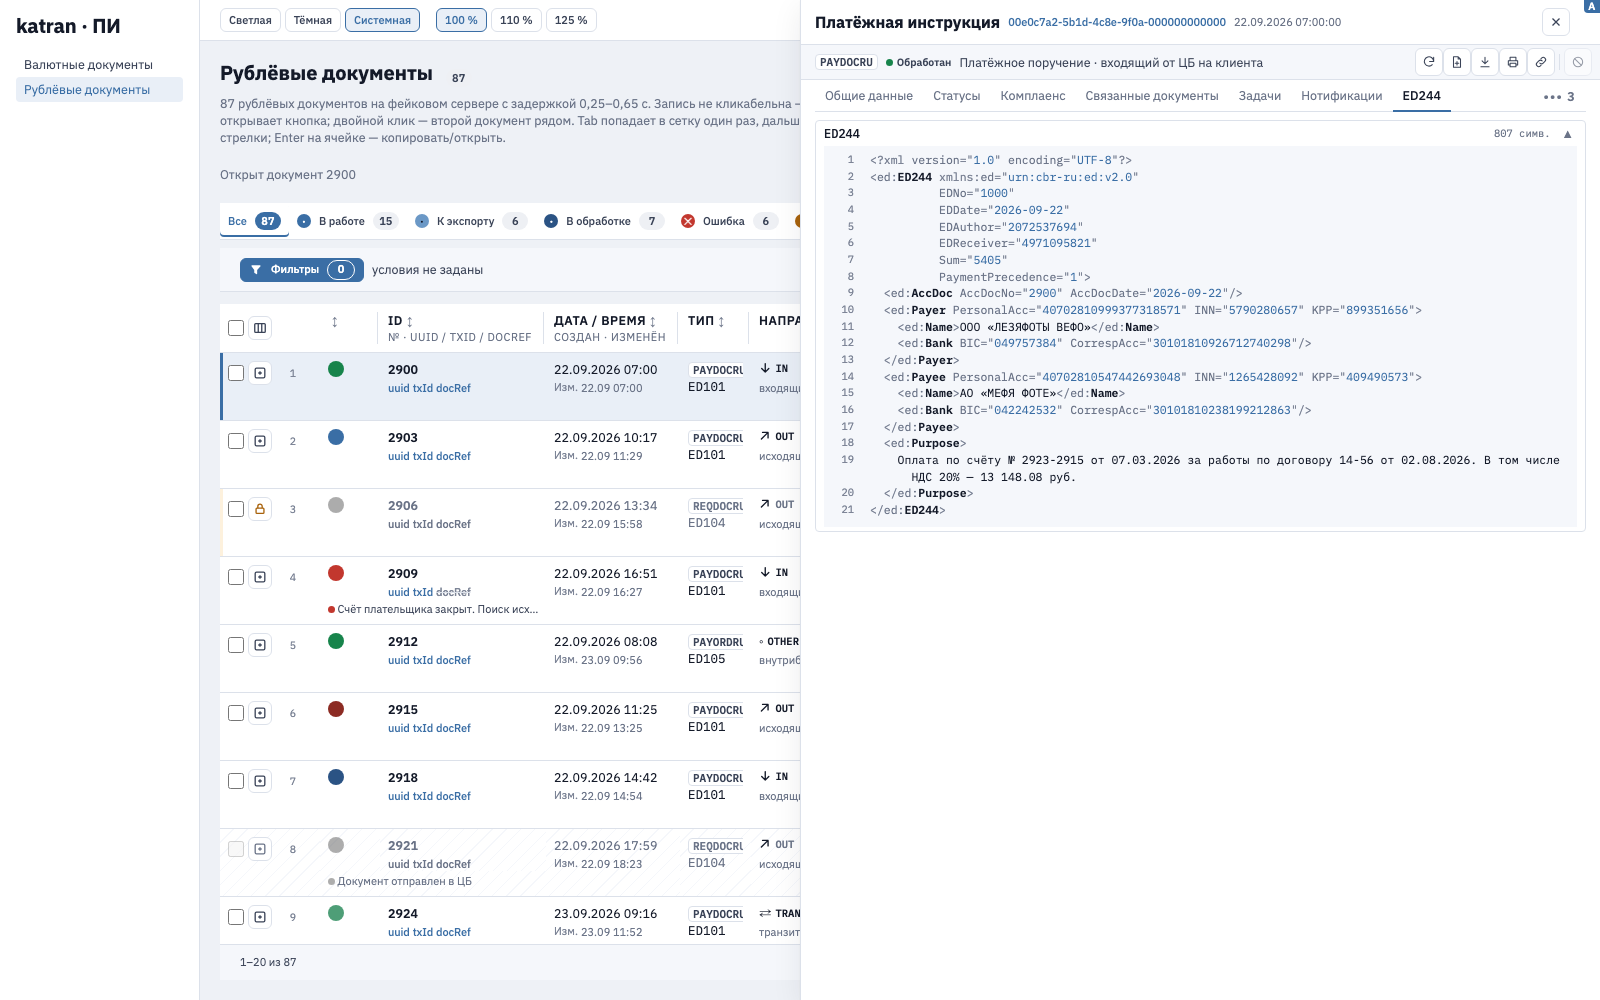 katran · ПИ
Валютные документы
Рублёвые документы
Светлая
Тёмная
Системная
100 %
110 %
125 %
Рублёвые документы 87
87 рублёвых документов на фейковом сервере с задержкой 0,25–0,65 с. Запись не кликабельна –
открывает кнопка; двойной клик — второй документ рядом. Tab попадает в сетку один раз, дальш
стрелки; Enter на ячейке — копировать/открыть.
Открыт документ 2900
Все 87
В работе 15
К экспорту 6
В обработке 7
Ошибка 6
Фильтры 0 условия не заданы
ID ↕ ДАТА / ВРЕМЯ ↕ ТИП ↕ НАПРА
№ · UUID / TXID / DOCREF СОЗДАН · ИЗМЕНЁН
1 2900 22.09.2026 07:00 PAYDOCRU ↓ IN
uuid txId docRef Изм. 22.09 07:00 ED101 входящ
2 2903 22.09.2026 10:17 PAYDOCRU ↗ OUT
uuid txId docRef Изм. 22.09 11:29 ED101 исходящ
3 2906 22.09.2026 13:34 REQDOCRU ↗ OUT
uuid txId docRef Изм. 22.09 15:58 ED104 исходящ
4 2909 22.09.2026 16:51 PAYDOCRU ↓ IN
uuid txId docRef Изм. 22.09 16:27 ED101 входящ
Счёт плательщика закрыт. Поиск исх…
5 2912 22.09.2026 08:08 PAYORDRU ◦ OTHER
uuid txId docRef Изм. 23.09 09:56 ED105 внутриб
6 2915 22.09.2026 11:25 PAYDOCRU ↗ OUT
uuid txId docRef Изм. 22.09 13:25 ED101 исходящ
7 2918 22.09.2026 14:42 PAYDOCRU ↓ IN
uuid txId docRef Изм. 22.09 14:54 ED101 входящ
8 2921 22.09.2026 17:59 REQDOCRU ↗ OUT
uuid txId docRef Изм. 22.09 18:23 ED104 исходящ
Документ отправлен в ЦБ
9 2924 23.09.2026 09:16 PAYDOCRU ⇄ TRAN
uuid txId docRef Изм. 23.09 11:52 ED101 транзит
1–20 из 87
Платёжная инструкция 00e0c7a2-5b1d-4c8e-9f0a-000000000000 22.09.2026 07:00:00
A
PAYDOCRU Обработан Платёжное поручение · входящий от ЦБ на клиента
Общие данные Статусы Комплаенс Связанные документы Задачи Нотификации ED244 ••• 3
ED244 807 симв. ▲
1 <?xml version="1.0" encoding="UTF-8"?>
2 <ed:ED244 xmlns:ed="urn:cbr-ru:ed:v2.0"
3 EDNo="1000"
4 EDDate="2026-09-22"
5 EDAuthor="2072537694"
6 EDReceiver="4971095821"
7 Sum="5405"
8 PaymentPrecedence="1">
9 <ed:AccDoc AccDocNo="2900" AccDocDate="2026-09-22"/>
10 <ed:Payer PersonalAcc="40702810999377318571" INN="5790280657" KPP="899351656">
11 <ed:Name>ООО «ЛЕЗЯФОТЫ ВЕФО»</ed:Name>
12 <ed:Bank BIC="049757384" CorrespAcc="30101810926712740298"/>
13 </ed:Payer>
14 <ed:Payee PersonalAcc="40702810547442693048" INN="1265428092" KPP="409490573">
15 <ed:Name>АО «МЕФЯ ФОТЕ»</ed:Name>
16 <ed:Bank BIC="042242532" CorrespAcc="30101810238199212863"/>
17 </ed:Payee>
18 <ed:Purpose>
19 Оплата по счёту № 2923-2915 от 07.03.2026 за работы по договору 14-56 от 02.08.2026. В том числе
НДС 20% — 13 148.08 руб.
20 </ed:Purpose>
21 </ed:ED244>